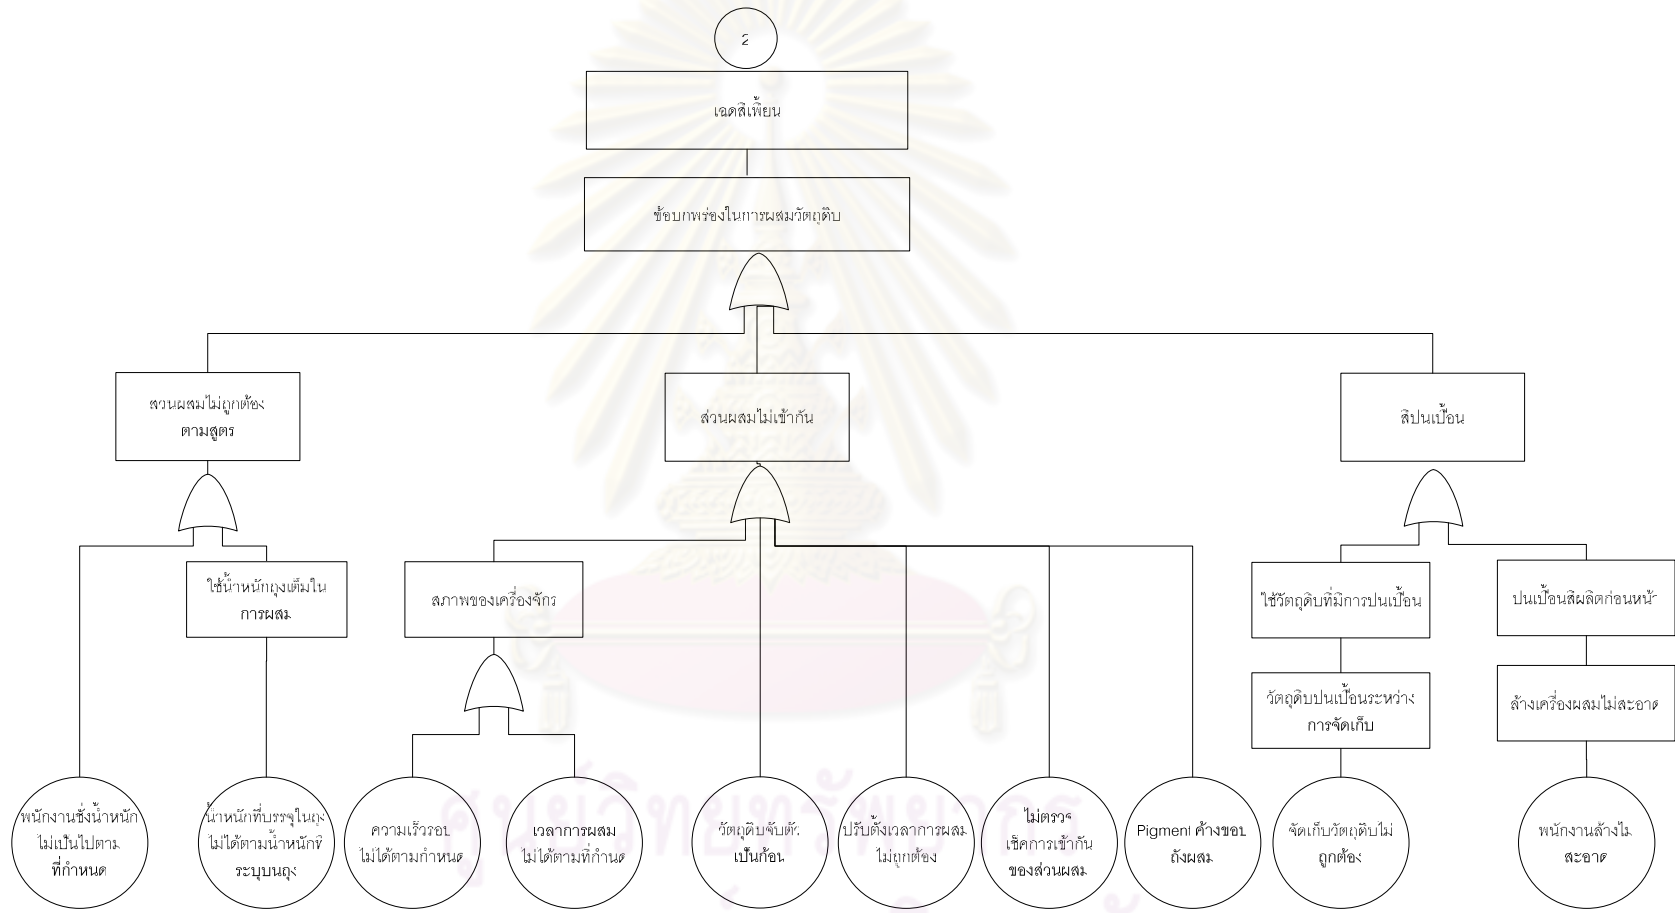 2
เฉดสีเพี้ยน
ข้อบกพร่องในการผสมวัตถุดิบ
สวนผสมไม่ถูกต้อง
ตามสูตร
ส่วนผสมไม่เข้ากัน
สีปนเปื้อน
ใช้น้ำหนักถุงเต็มใน
การผสม
สภาพของเครื่องจักร
ใช้วัตถุดิบที่มีการปนเปื้อน
ปนเปื้อนสีผลิตก่อนหน้า
วัตถุดิบปนเปื้อนระหว่าง
การจัดเก็บ
ล้างเครื่องผสมไม่สะอาด
พนักงานชั่งน้ำหนัก
ไม่เป็นไปตาม
ที่กำหนด
น้ำหนักที่บรรจุในถุง
ไม่ได้ตามน้ำหนักที่
ระบุบนถุง
ความเร็วรอบ
ไม่ได้ตามกำหนด
เวลาการผสม
ไม่ได้ตามที่กำนด
วัตถุดิบจับตัว
เป็นก้อน
ปรับตั้งเวลาการผสม
ไม่ถูกต้อง
ไม่ตรวจ
เช็คการเข้ากัน
ของส่วนผสม
Pigment ค้างขอบ
ถังผสม
จัดเก็บวัตถุดิบไม่
ถูกต้อง
พนักงานล้างไม่
สะอาด
ศูนย์วิทยทรัพยากร